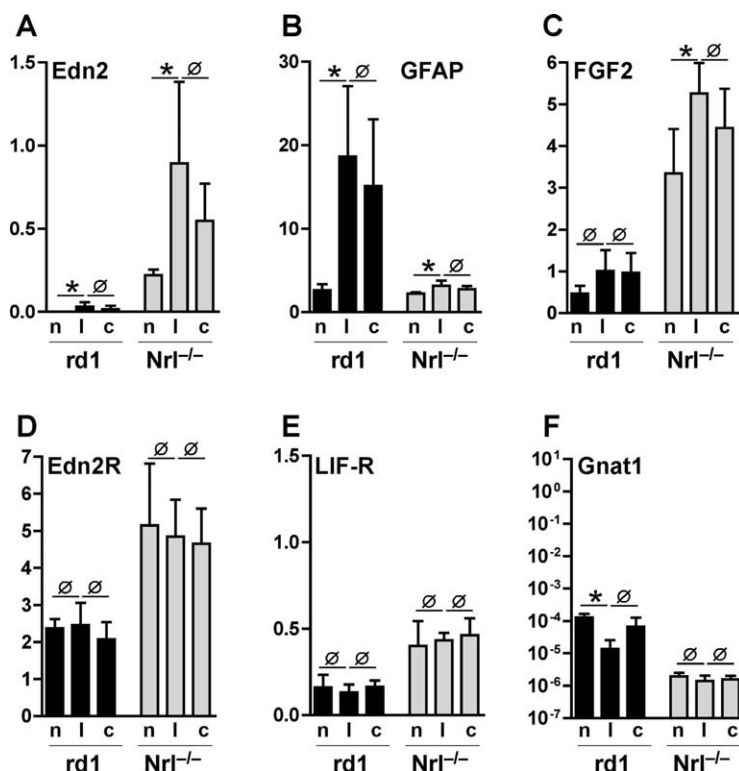 A
Edn2
1.5
1.0
0.5
0.0
* ∅ * ∅
n l c n l c
rd1 Nrl–/–
B
GFAP
30
20
10
0
* ∅ * ∅
n l c n l c
rd1 Nrl–/–
C
FGF2
6
5
4
3
2
1
0
∅ ∅ * ∅
n l c n l c
rd1 Nrl–/–
D
Edn2R
7
6
5
4
3
2
1
0
∅ ∅ ∅ ∅
n l c n l c
rd1 Nrl–/–
E
LIF-R
1.5
1.0
0.5
0.0
∅ ∅ ∅ ∅
n l c n l c
rd1 Nrl–/–
F
Gnat1
10¹
10⁰
10⁻¹
10⁻²
10⁻³
10⁻⁴
10⁻⁵
10⁻⁶
10⁻⁷
* ∅ ∅ ∅
n l c n l c
rd1 Nrl–/–